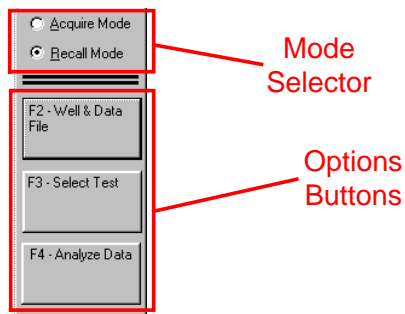 Acquire Mode
Recall Mode
Mode
Selector
F2 - Well & Data
File
F3 - Select Test
F4 - Analyze Data
Options
Buttons